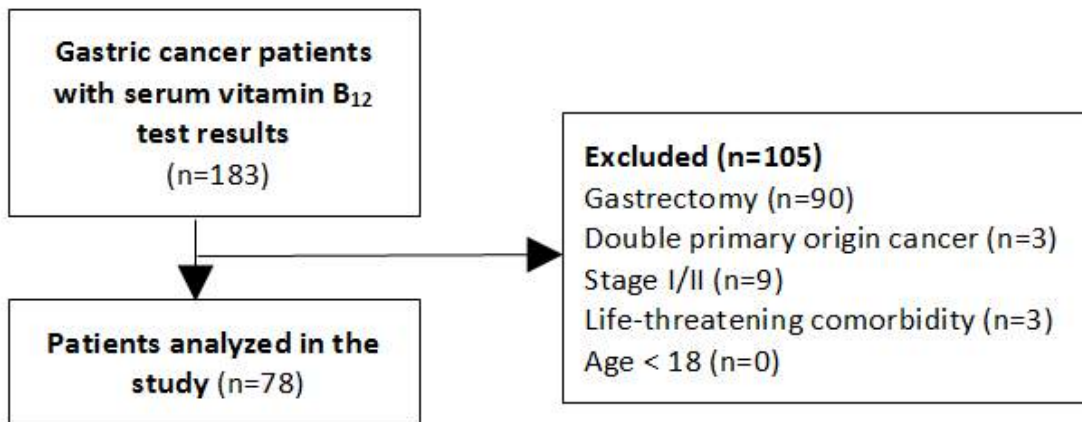 Gastric cancer patients
with serum vitamin B₁₂
test results
(n=183)
Excluded (n=105)
Gastrectomy (n=90)
Double primary origin cancer (n=3)
Stage I/II (n=9)
Life-threatening comorbidity (n=3)
Age < 18 (n=0)
Patients analyzed in the
study (n=78)